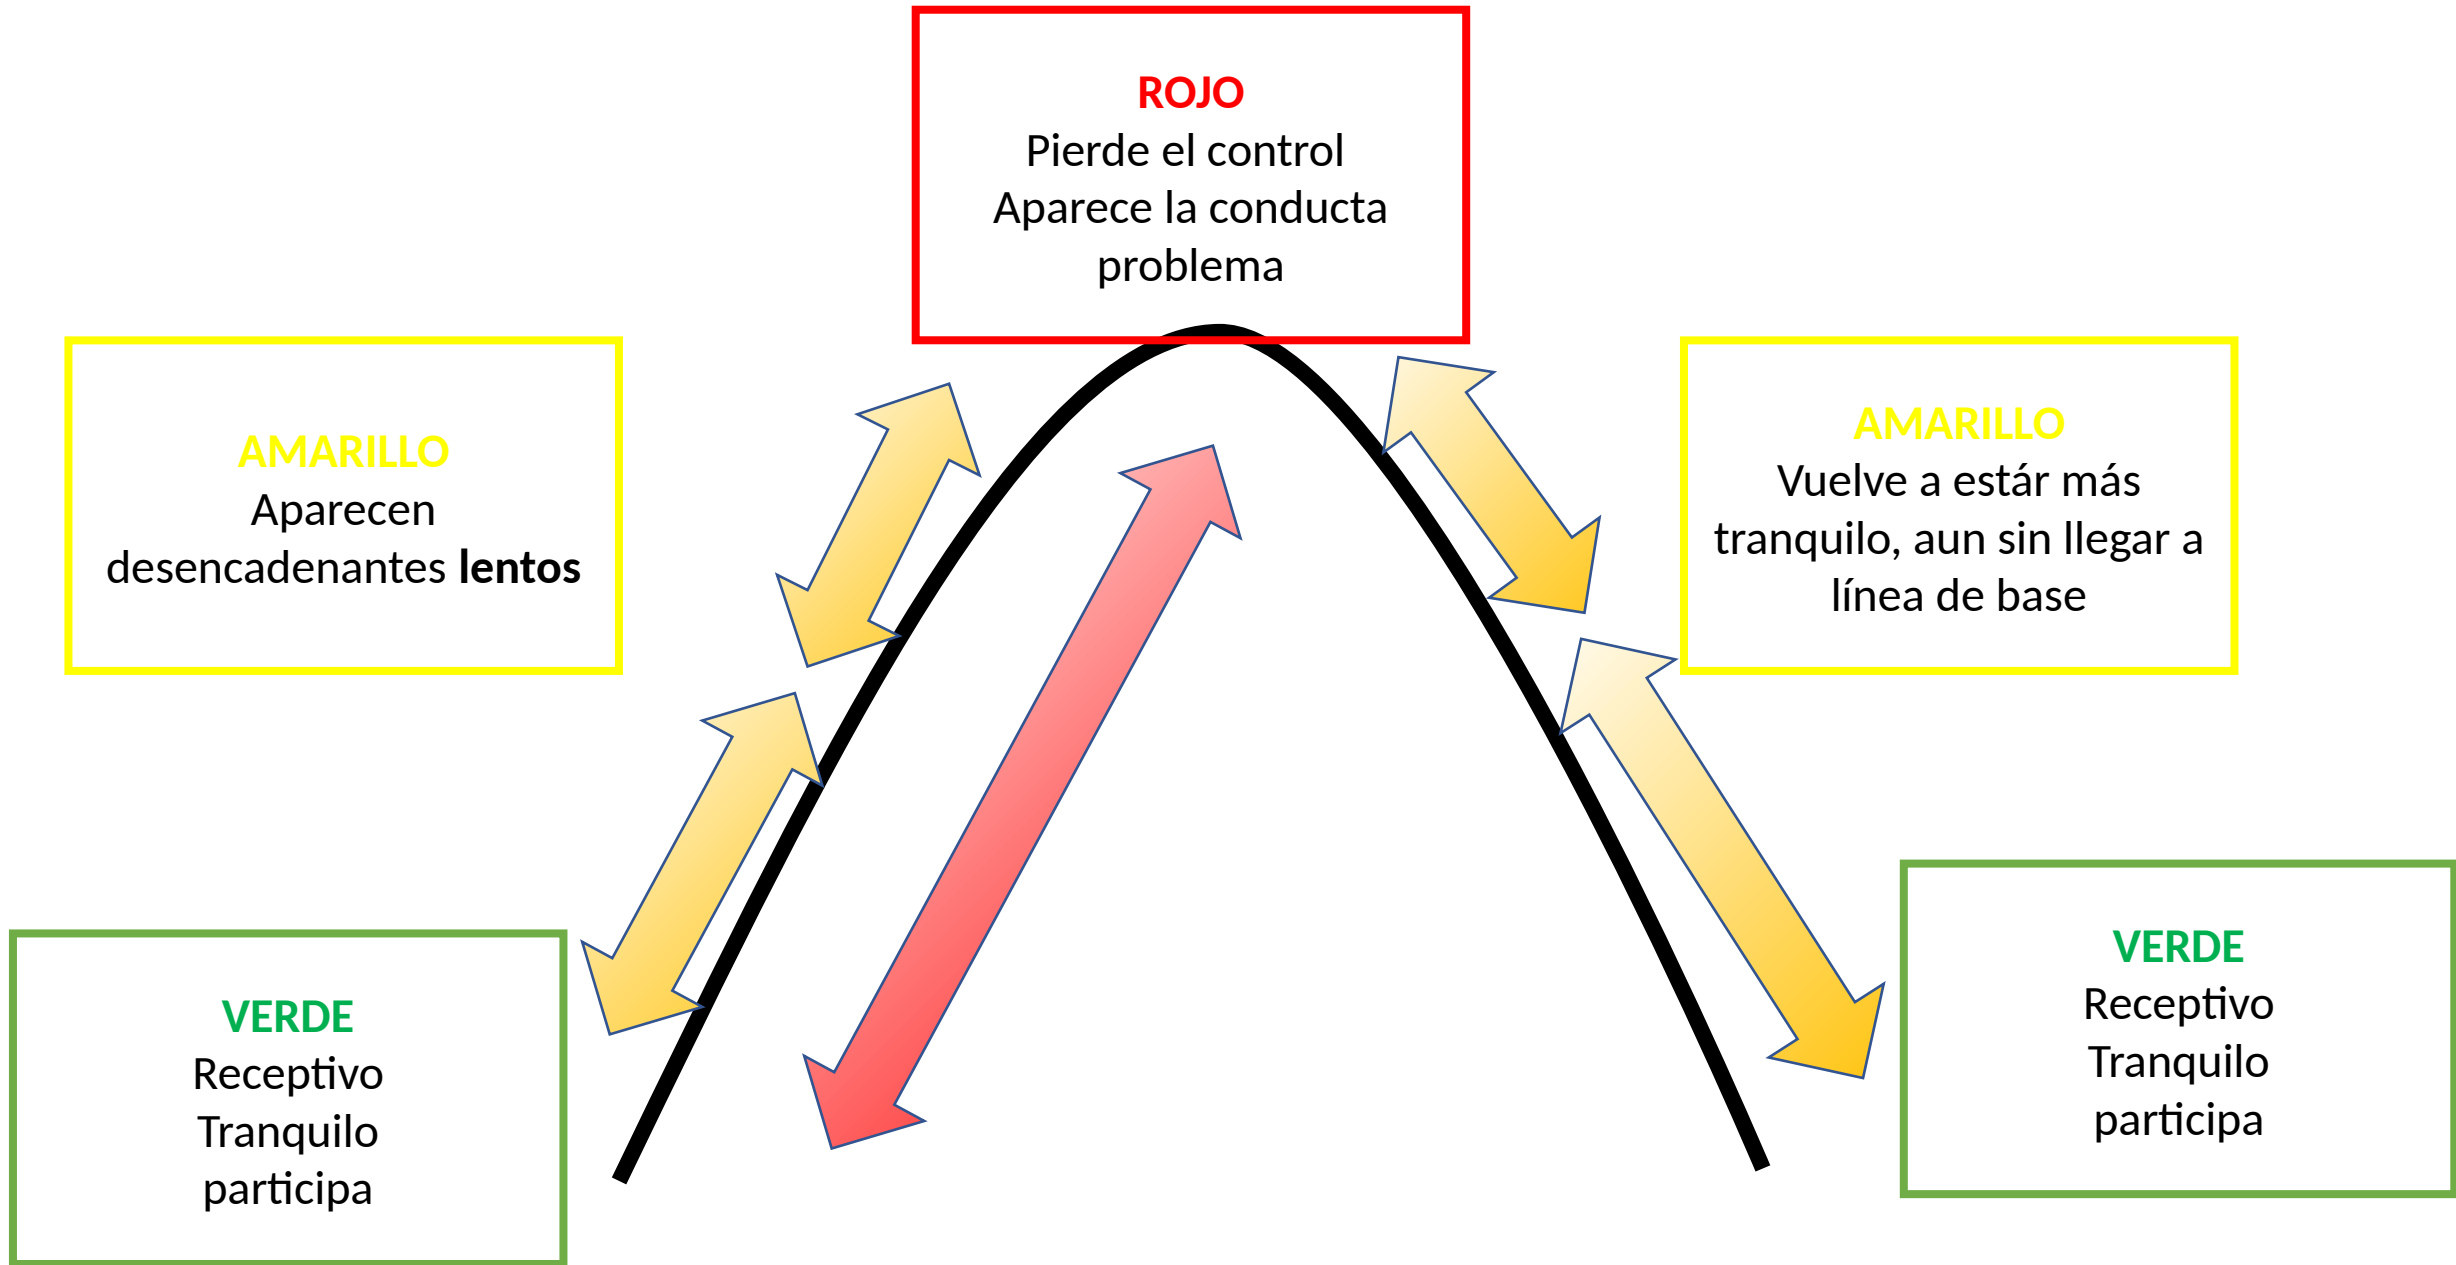 ROJO
Pierde el control
Aparece la conducta
problema
AMARILLO
Aparecen
desencadenantes lentos
AMARILLO
Vuelve a estár más
tranquilo, aun sin llegar a
línea de base
VERDE
Receptivo
Tranquilo
participa
VERDE
Receptivo
Tranquilo
participa